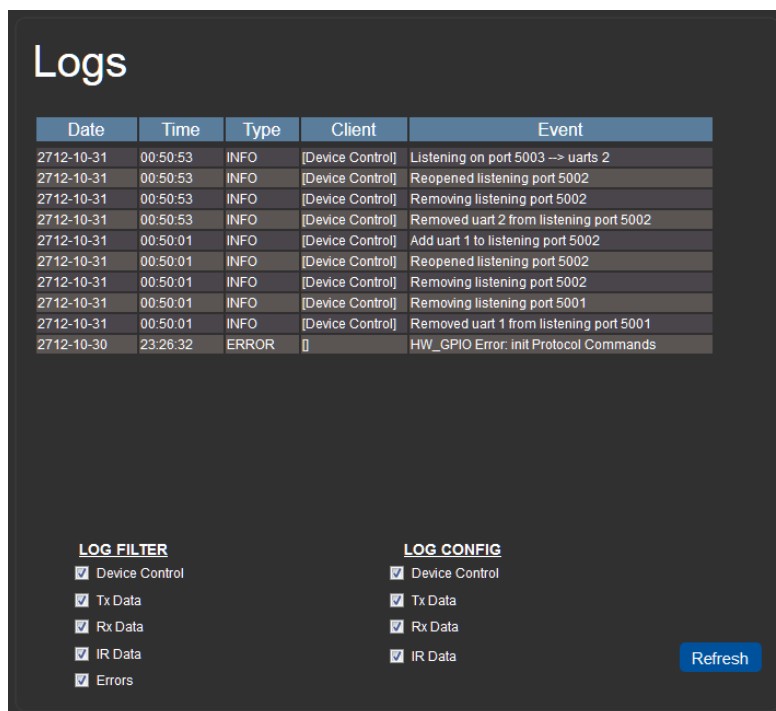 Logs
Date Time Type Client Event
2712-10-31 00:50:53 INFO [Device Control] Listening on port 5003 --> uarts 2
2712-10-31 00:50:53 INFO [Device Control] Reopened listening port 5002
2712-10-31 00:50:53 INFO [Device Control] Removing listening port 5002
2712-10-31 00:50:53 INFO [Device Control] Removed uart 2 from listening port 5002
2712-10-31 00:50:01 INFO [Device Control] Add uart 1 to listening port 5002
2712-10-31 00:50:01 INFO [Device Control] Reopened listening port 5002
2712-10-31 00:50:01 INFO [Device Control] Removing listening port 5002
2712-10-31 00:50:01 INFO [Device Control] Removing listening port 5001
2712-10-31 00:50:01 INFO [Device Control] Removed uart 1 from listening port 5001
2712-10-30 23:26:32 ERROR [] HW_GPIO Error: init Protocol Commands
LOG FILTER LOG CONFIG
Device Control Device Control
Tx Data Tx Data
Rx Data Rx Data
IR Data IR Data
Refresh
Errors